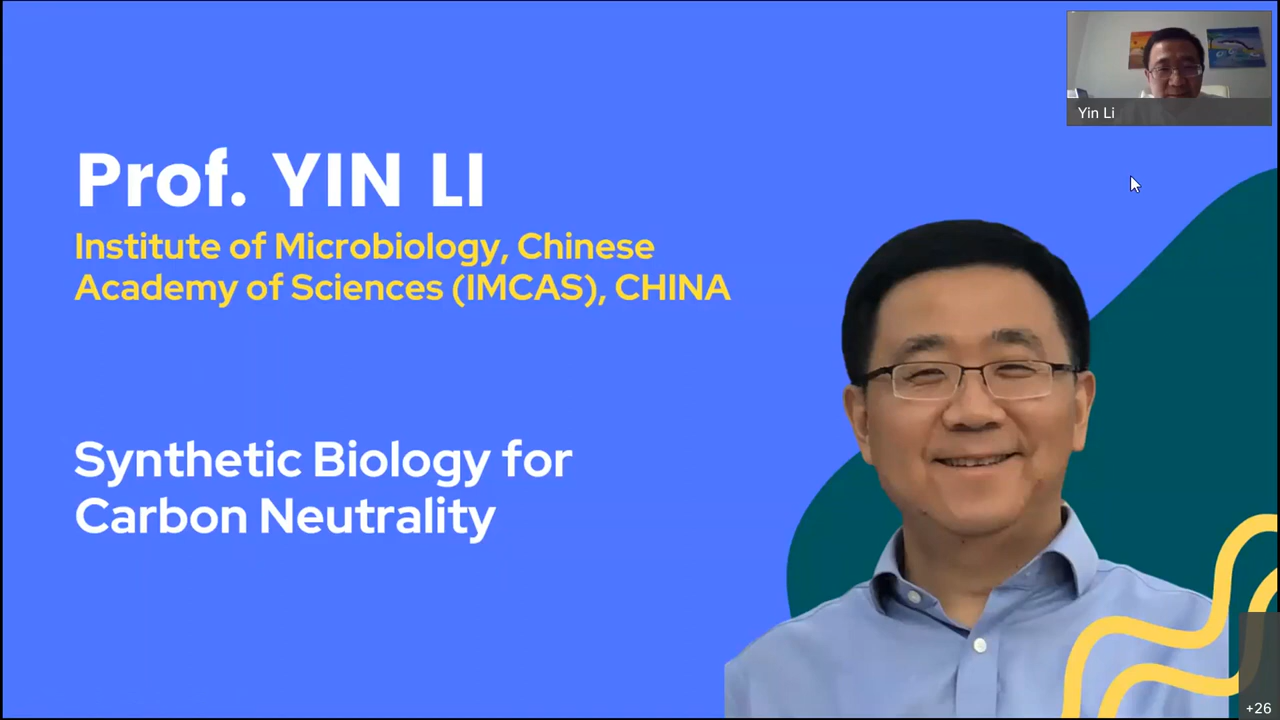 Yin Li
Prof. YIN LI
Institute of Microbiology, Chinese
Academy of Sciences (IMCAS), CHINA
Synthetic Biology for
Carbon Neutrality
+26